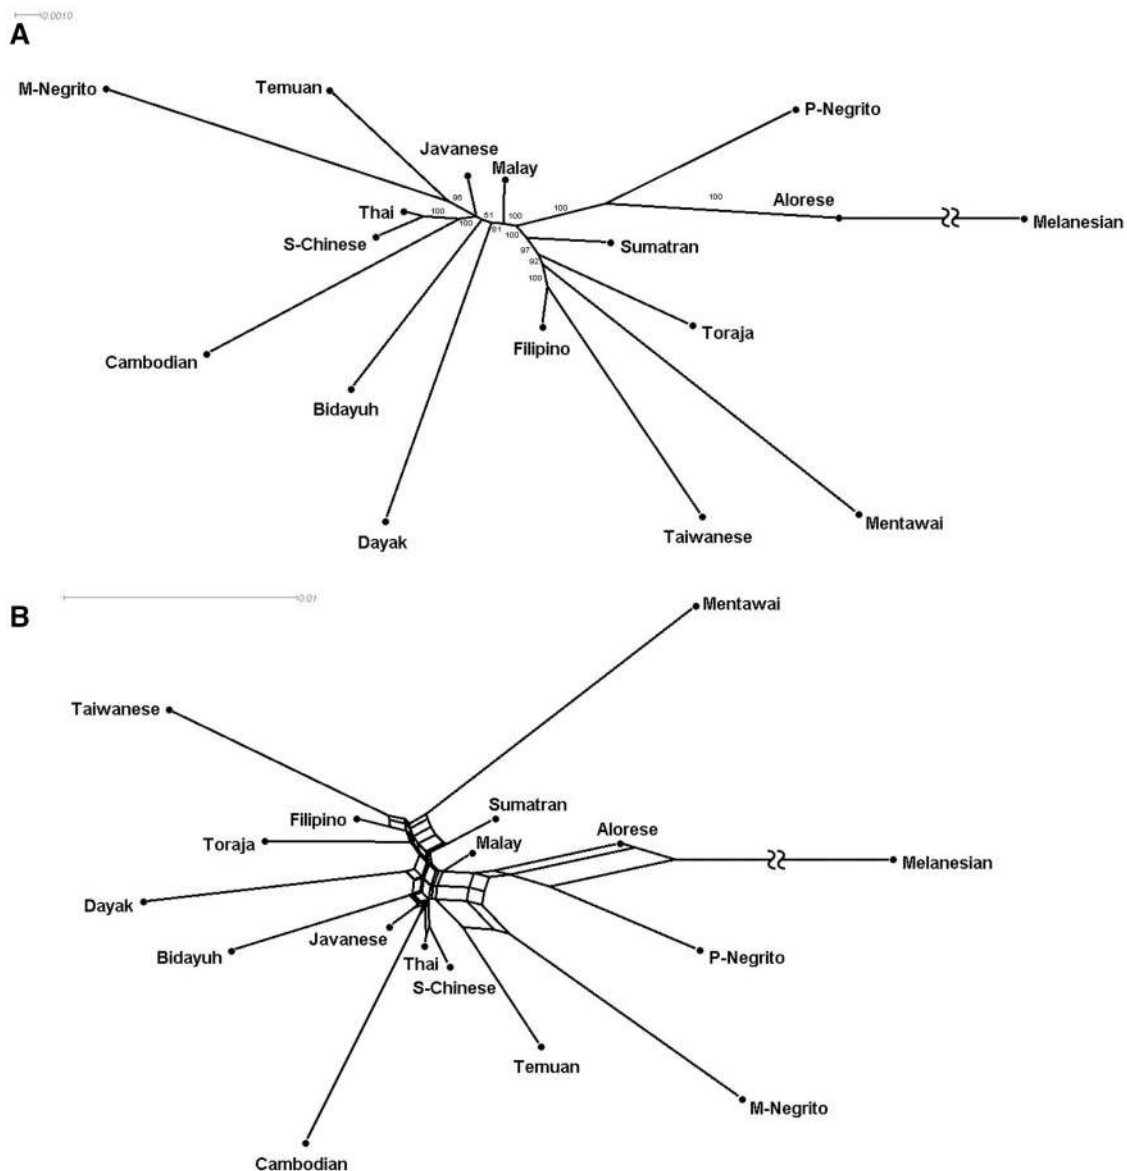 0.0010
A
M-Negrito
Temuan
P-Negrito
Javanese
Malay
95
100
Alorese
Thai
100
51
100
100
Melanesian
S-Chinese
100
91
100
Sumatran
97
92
100
Toraja
Filipino
Cambodian
Bidayuh
Mentawai
Dayak
Taiwanese
0.01
B
Mentawai
Taiwanese
Sumatran
Filipino
Alorese
Toraja
Malay
Melanesian
Dayak
Javanese
Bidayuh
P-Negrito
Thai
S-Chinese
Temuan
M-Negrito
Cambodian